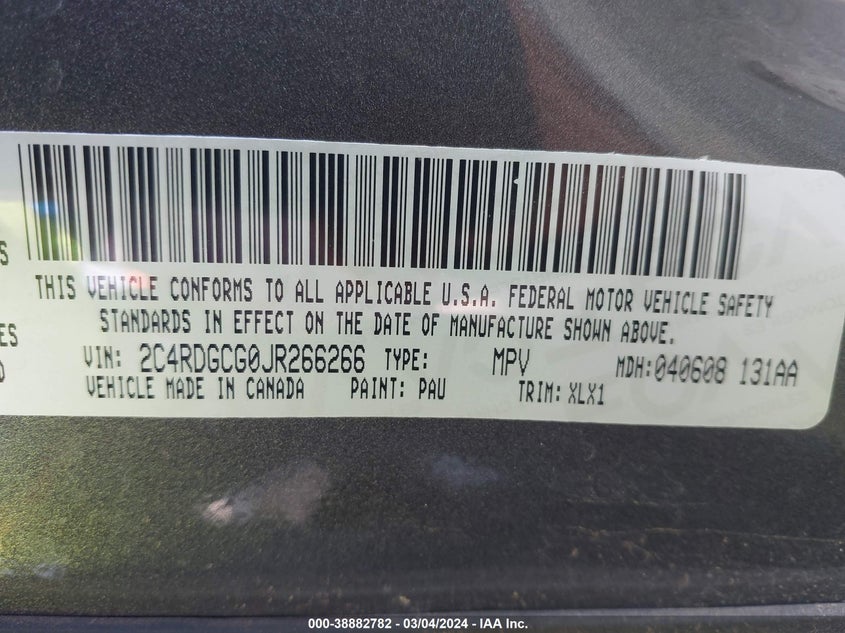 S
THIS VEHICLE CONFORMS TO ALL APPLICABLE U.S.A. FEDERAL MOTOR VEHICLE SAFETY
ES STANDARDS IN EFFECT ON THE DATE OF MANUFACTURE SHOWN ABOVE.
D VIN: 2C4RDGCG0JR266266 TYPE: MPV MDH:040608 131AA
VEHICLE MADE IN CANADA PAINT: PAU TRIM: XLX1
000-38882782 - 03/04/2024 - IAA Inc.